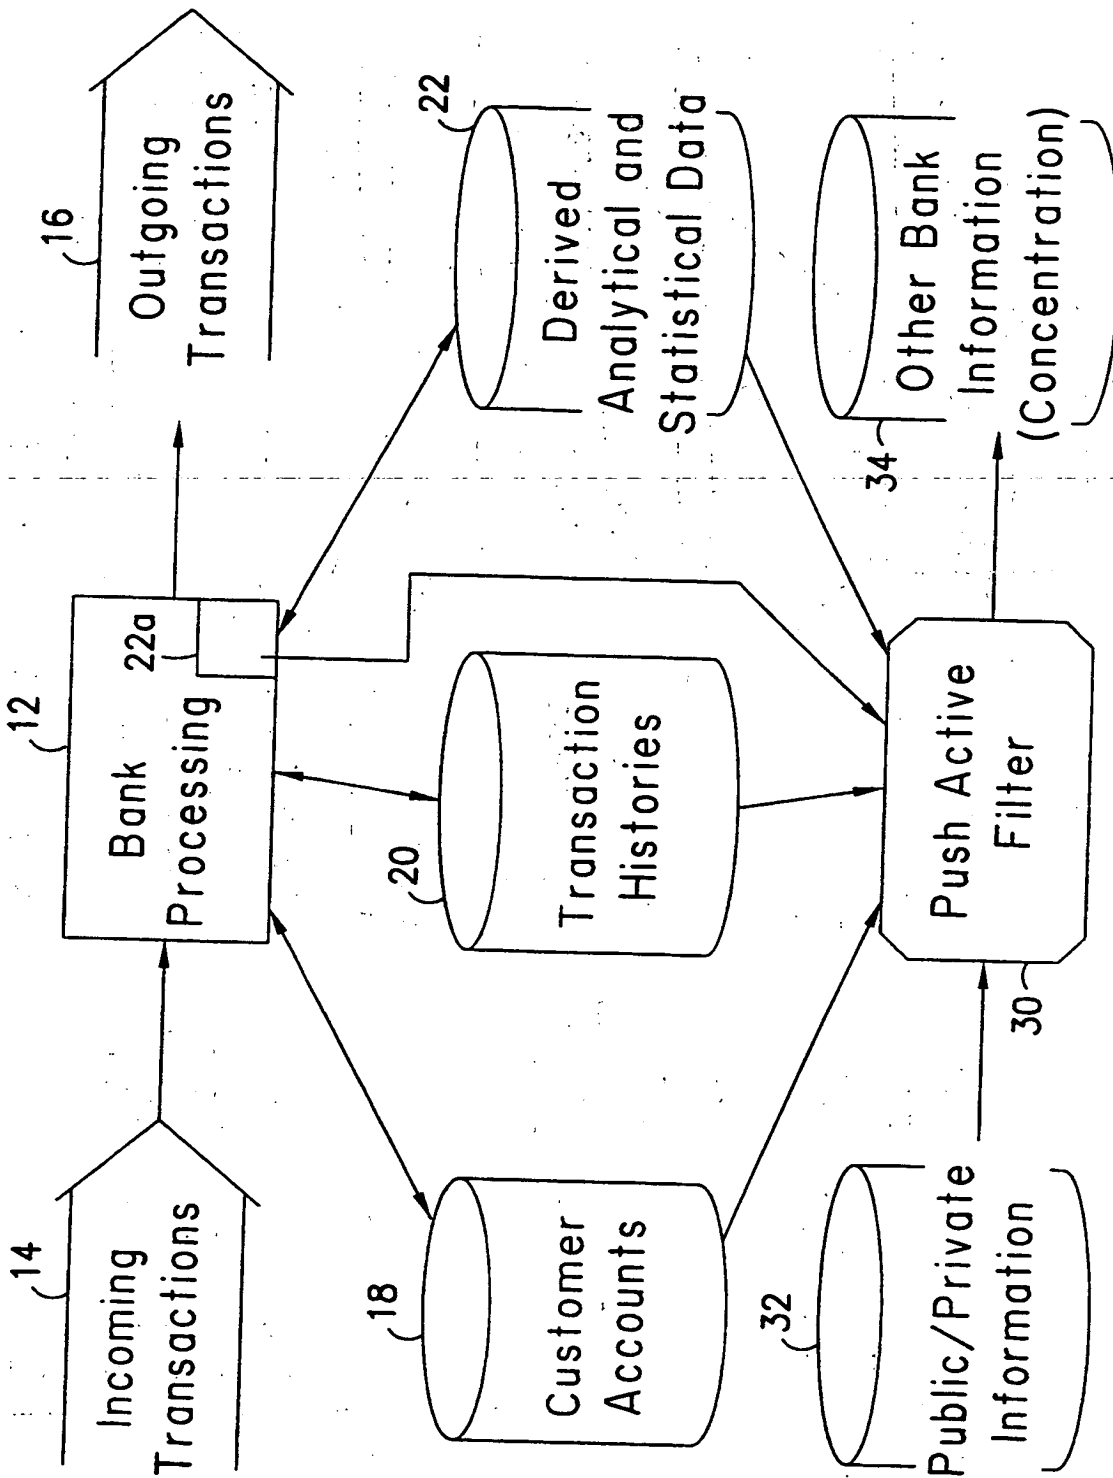 14
Incoming
Transactions
12
Bank
Processing
22a
16
Outgoing
Transactions
18
Customer
Accounts
20
Transaction
Histories
22
Derived
Analytical and
Statistical Data
32
Public/Private
Information
30
Push Active
Filter
34
Other Bank
Information
(Concentration)